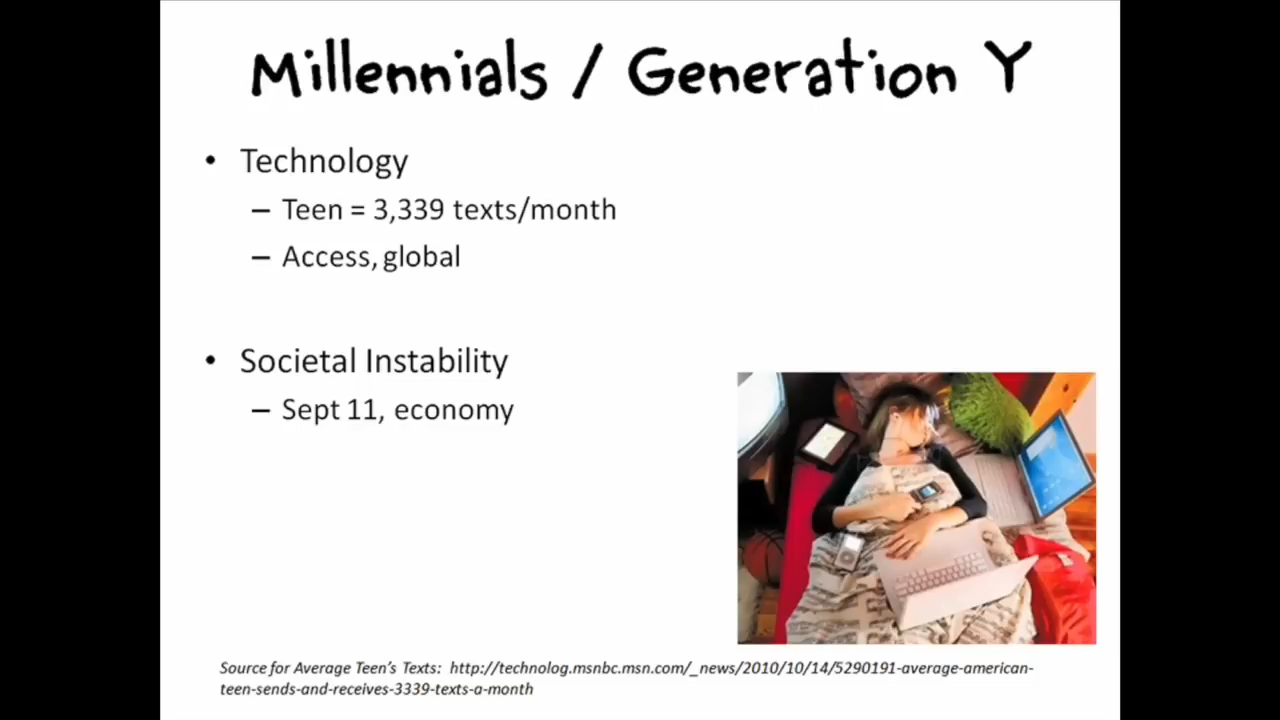 Millennials / Generation Y
• Technology
– Teen = 3,339 texts/month
– Access, global
• Societal Instability
– Sept 11, economy
Source for Average Teen's Texts: http://technolog.msnbc.msn.com/_news/2010/10/14/5290191-average-american-
teen-sends-and-receives-3339-texts-a-month